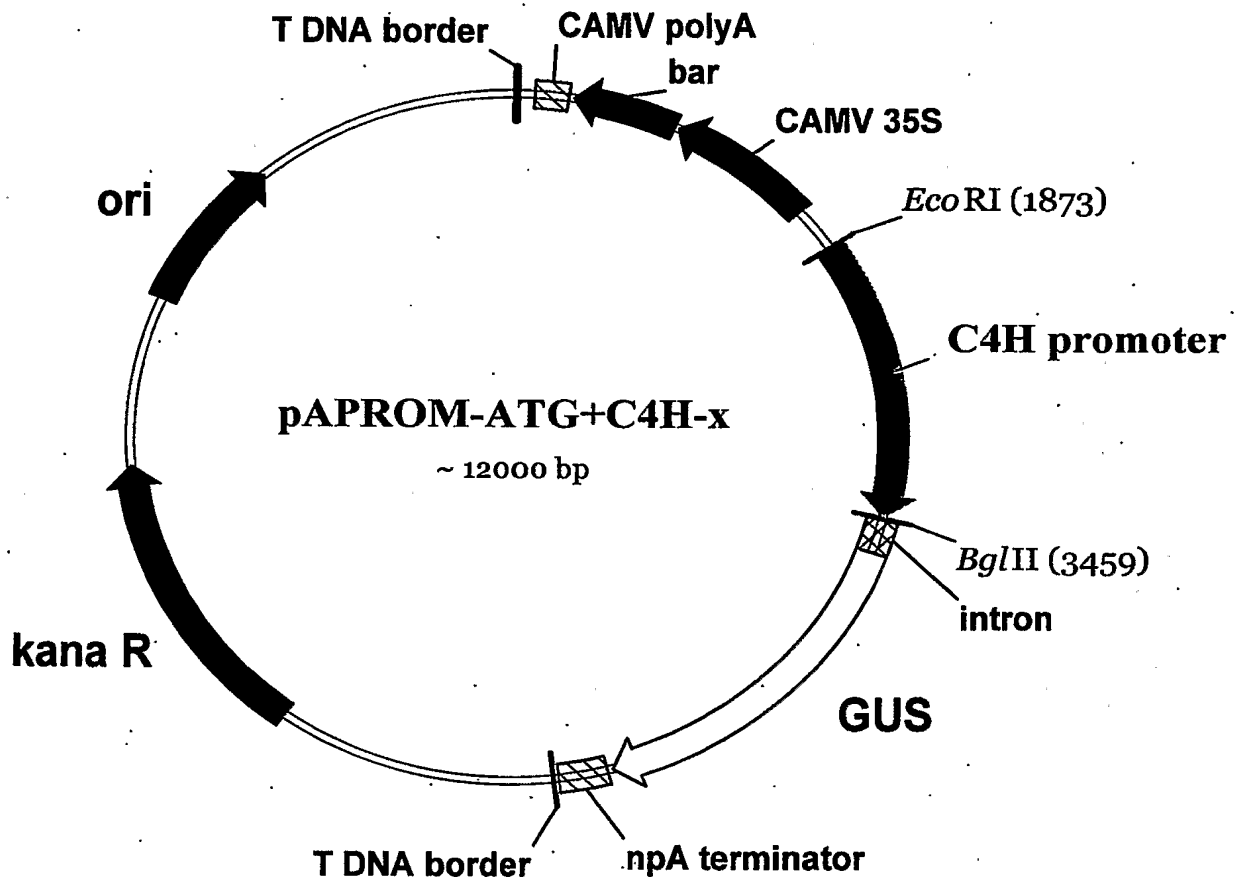 T DNA border
CAMV polyA
bar
CAMV 35S
EcoRI (1873)
ori
C4H promoter
pAPROM-ATG+C4H-x
~ 12000 bp
BglII (3459)
intron
kana R
GUS
T DNA border
npA terminator